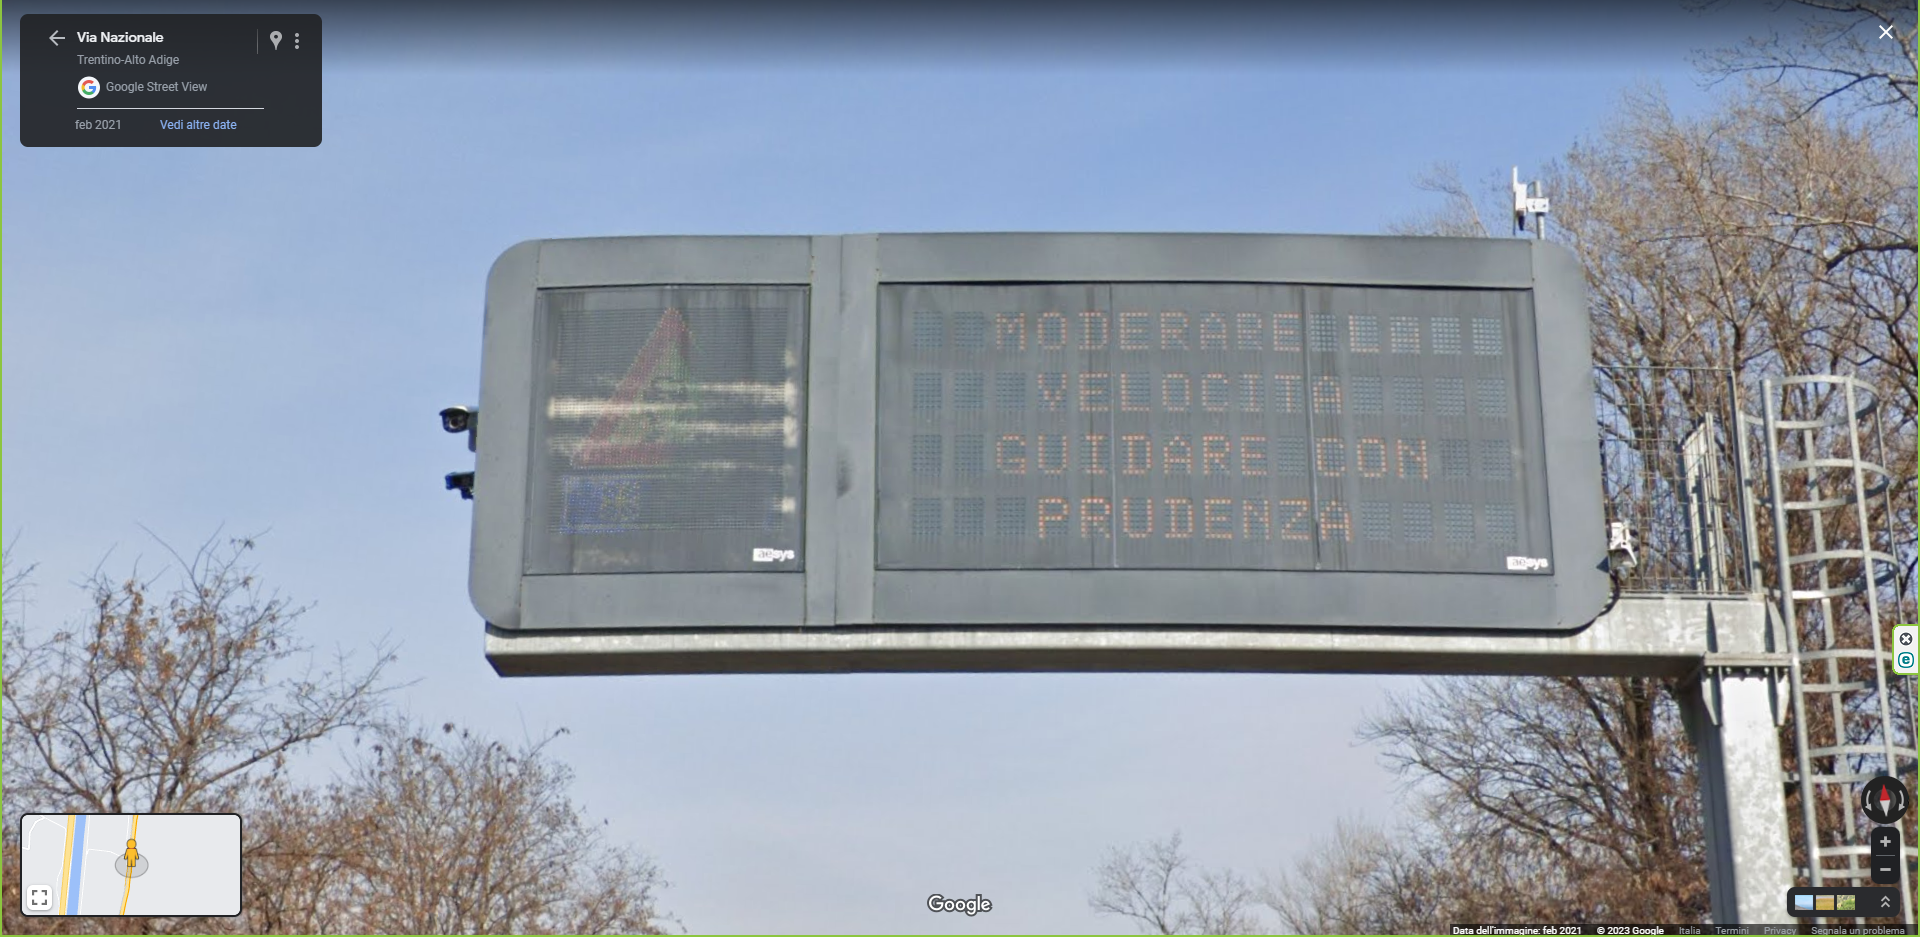 Via Nazionale
Trentino-Alto Adige
Google Street View
feb 2021 Vedi altre date
MODERARE LA
VELOCITA
GUIDARE CON
PRUDENZA
aesys
aesys
Google
Data dell'immagine: feb 2021 © 2023 Google Italia Termini Privacy Segnala un problema